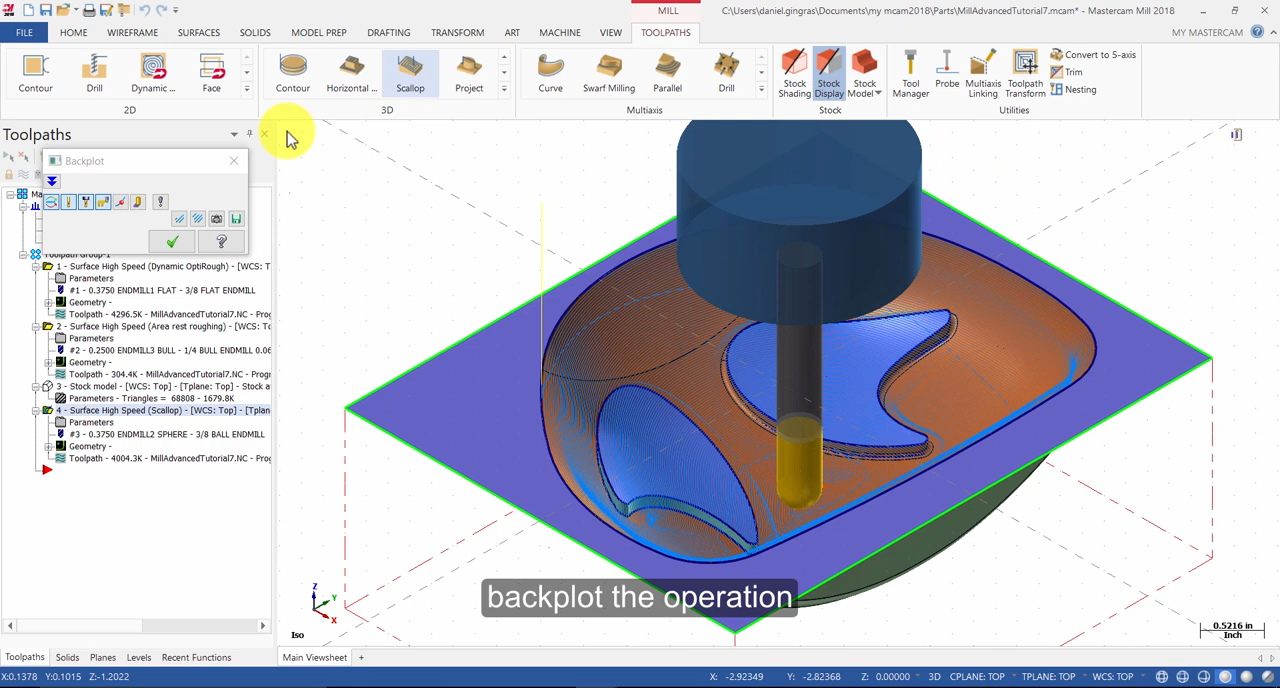 MILL
C:\Users\daniel.gingras\Documents\my mcam2018\Parts\MillAdvancedTutorial7.mcam* - Mastercam Mill 2018
FILE
HOME
WIREFRAME
SURFACES
SOLIDS
MODEL PREP
DRAFTING
TRANSFORM
ART
MACHINE
VIEW
TOOLPATHS
MY MASTERCAM
Contour
Drill
Dynamic ...
Face
2D
Contour
Horizontal ...
Scallop
Project
3D
Curve
Swarf Milling
Parallel
Drill
Multiaxis
Stock
Shading
Stock
Display
Stock
Model
Stock
Tool
Manager
Probe
Multiaxis
Linking
Toolpath
Transform
Convert to 5-axis
Trim
Nesting
Utilities
Toolpaths
Backplot
Ma
Toolpath Group-1
1 - Surface High Speed (Dynamic OptiRough) - [WCS: T
Parameters
#1 - 0.3750 ENDMILL1 FLAT - 3/8 FLAT ENDMILL
Geometry -
Toolpath - 4296.5K - MillAdvancedTutorial7.NC - Prog
2 - Surface High Speed (Area rest roughing) - [WCS: T
Parameters
#2 - 0.2500 ENDMILL3 BULL - 1/4 BULL ENDMILL 0.06
Geometry -
Toolpath - 304.4K - MillAdvancedTutorial7.NC - Progr
3 - Stock model - [WCS: Top] - [Tplane: Top] - Stock a
Parameters - Triangles = 68808 - 1679.8K
4 - Surface High Speed (Scallop) - [WCS: Top] - [Tplan
Parameters
#3 - 0.3750 ENDMILL2 SPHERE - 3/8 BALL ENDMILL
Geometry -
Toolpath - 4004.3K - MillAdvancedTutorial7.NC - Prog
Z
Y
X
Iso
backplot the operation
0.5216 in
Inch
Toolpaths
Solids
Planes
Levels
Recent Functions
Main Viewsheet
+
X:0.1378 Y:0.1015 Z:-1.2022
X: -2.92349
Y: -2.82368
Z: 0.00000
3D
CPLANE: TOP
TPLANE: TOP
WCS: TOP